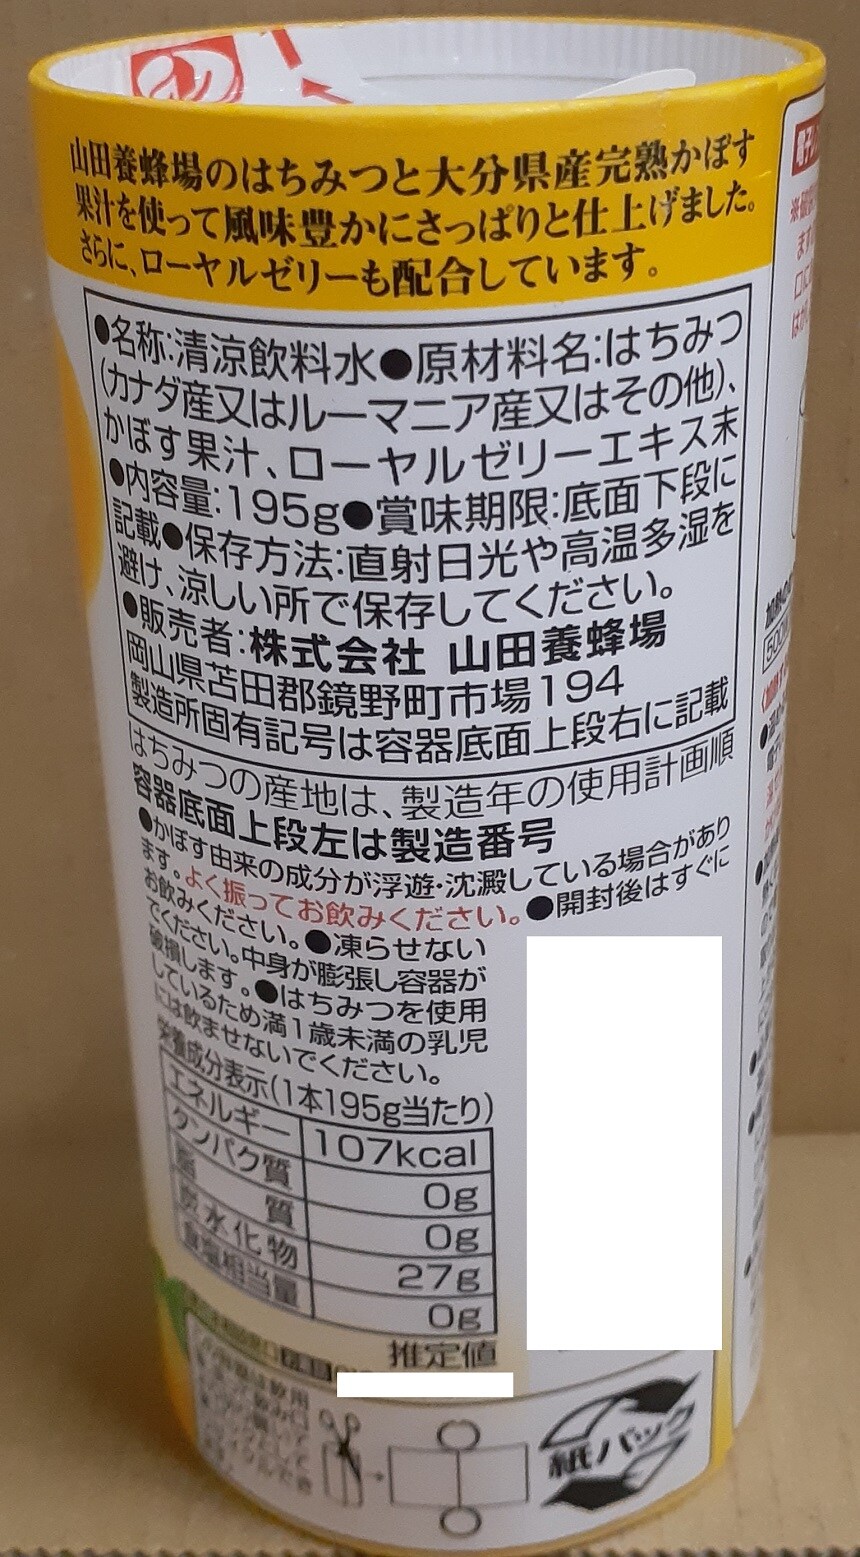 山田養蜂場のはちみつと大分県産完熟かぼす
果汁を使って風味豊かにさっぱりと仕上げました。
さらに、ローヤルゼリーも配合しています。
●名称:清涼飲料水●原材料名:はちみつ
(カナダ産又はルーマニア産又はその他)、
かぼす果汁、ローヤルゼリーエキス末
●内容量:195g●賞味期限:底面下段に
記載●保存方法:直射日光や高温多湿を
避け、涼しい所で保存してください。
●販売者:株式会社 山田養蜂場
岡山県苫田郡鏡野町市場194
製造所固有記号は容器底面上段右に記載
はちみつの産地は、製造年の使用計画順
容器底面上段左は製造番号
●かぼす由来の成分が浮遊・沈澱している場合があり
ます。よく振ってお飲みください。●開封後はすぐに
お飲みください。●凍らせない
でください。中身が膨張し容器が
破損します。●はちみつを使用
しているため満1歳未満の乳児
には飲ませないでください。
栄養成分表示(1本195g当たり)
エネルギー 107kcal
タンパク質 0g
脂質 0g
炭水化物 27g
食塩相当量 0g
推定値
紙パック